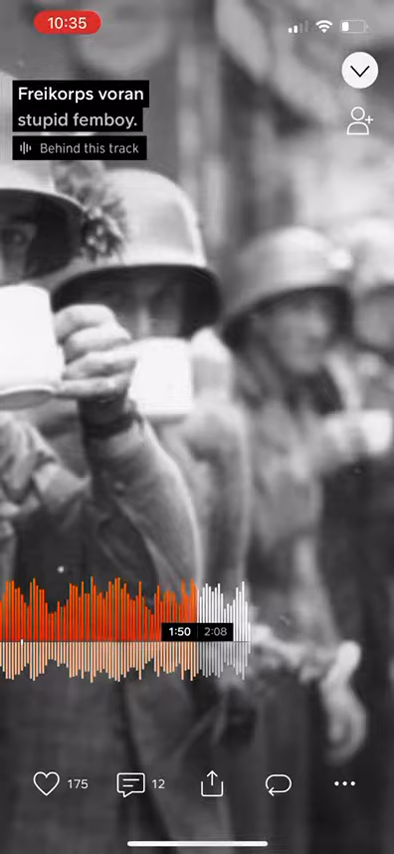 10:35
Freikorps voran
stupid femboy.
Behind this track
1:50 2:08
175 12